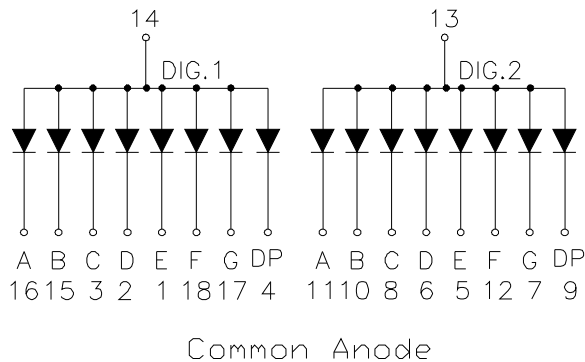 14 13
DIG.1 DIG.2
A B C D E F G DP A B C D E F G DP
16 15 3 2 1 18 17 4 11 10 8 6 5 12 7 9
Common Anode